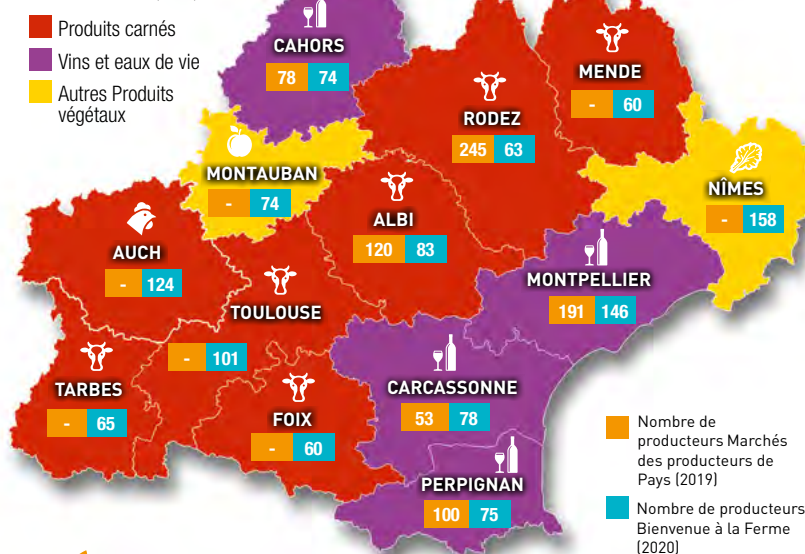 Produits carnés
Vins et eaux de vie
Autres Produits
végétaux
CAHORS
78 74
MENDE
- 60
RODEZ
245 63
MONTAUBAN
- 74
NÎMES
- 158
ALBI
120 83
AUCH
- 124
MONTPELLIER
191 146
TOULOUSE
- 101
TARBES
- 65
CARCASSONNE
53 78
FOIX
- 60
PERPIGNAN
100 75
Nombre de
producteurs Marchés
des producteurs de
Pays (2019)
Nombre de producteurs
Bienvenue à la Ferme
(2020)